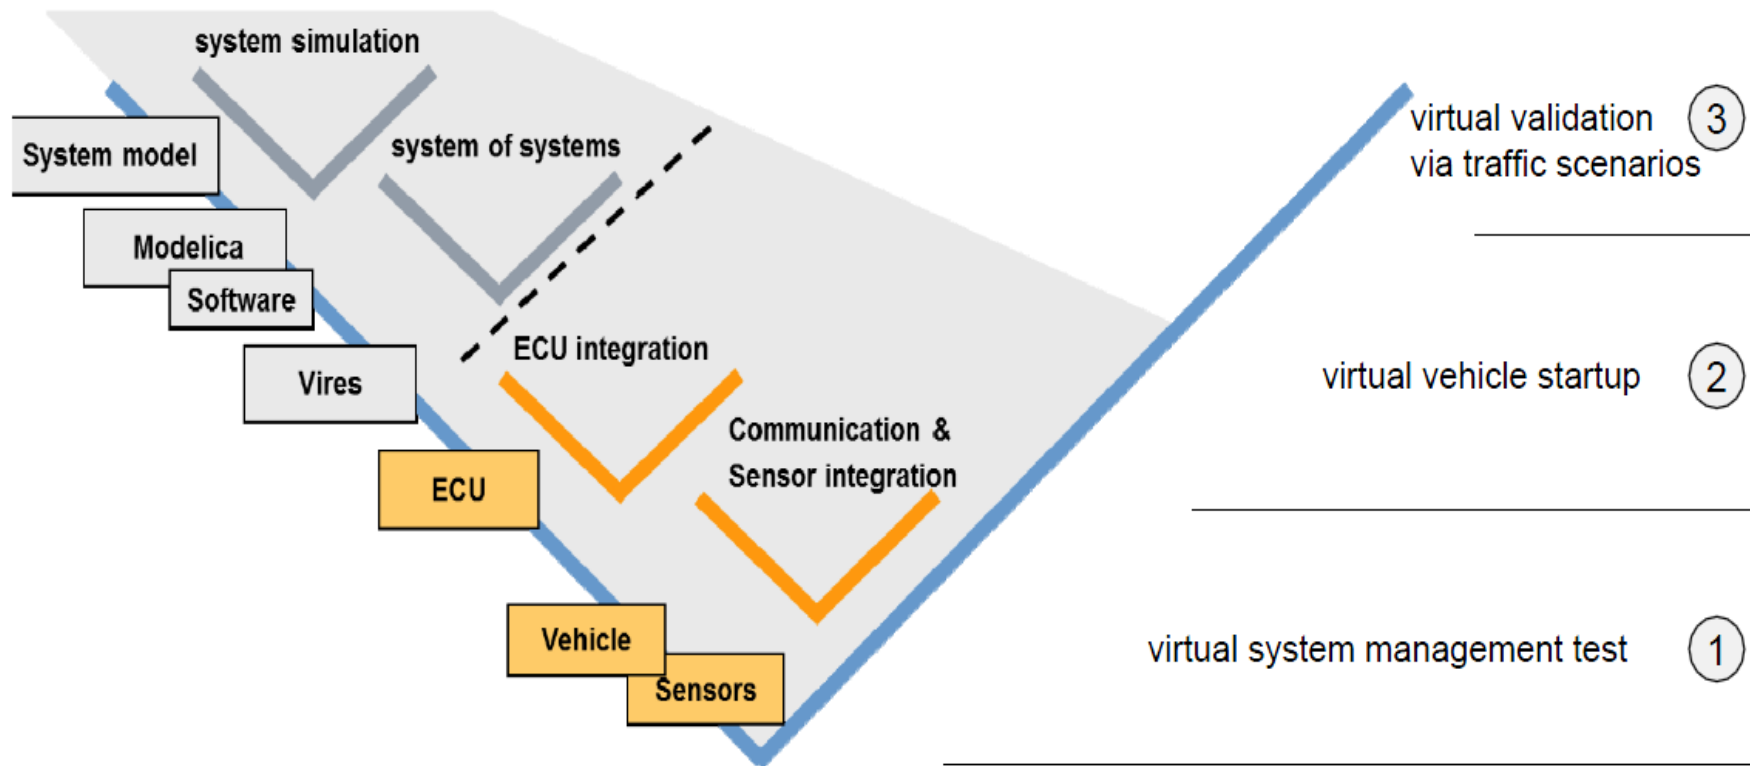 system simulation
system of systems
System model
Modelica
Software
Vires
ECU integration
Communication &
Sensor integration
ECU
Vehicle
Sensors
virtual validation
via traffic scenarios
3
virtual vehicle startup
2
virtual system management test
1